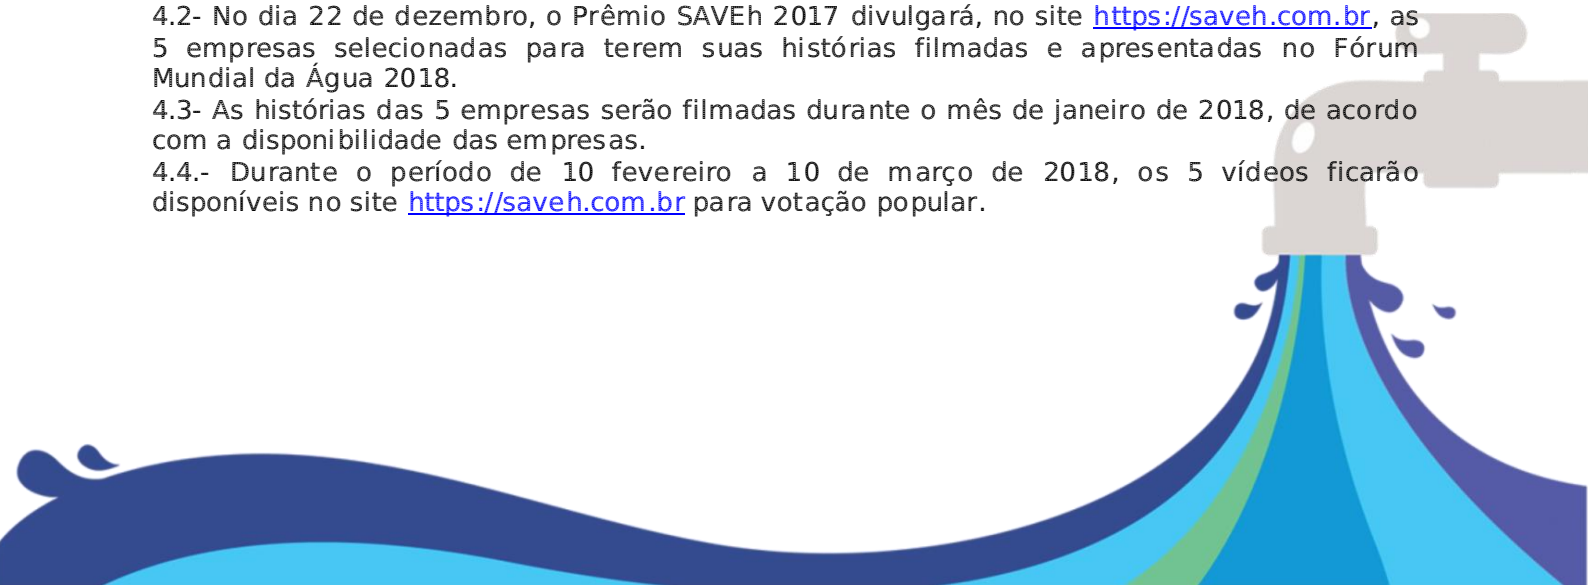 4.2- No dia 22 de dezembro, o Prêmio SAVEh 2017 divulgará, no site https://saveh.com.br, as
5 empresas selecionadas para terem suas histórias filmadas e apresentadas no Fórum
Mundial da Água 2018.
4.3- As histórias das 5 empresas serão filmadas durante o mês de janeiro de 2018, de acordo
com a disponibilidade das empresas.
4.4.- Durante o período de 10 fevereiro a 10 de março de 2018, os 5 vídeos ficarão
disponíveis no site https://saveh.com.br para votação popular.